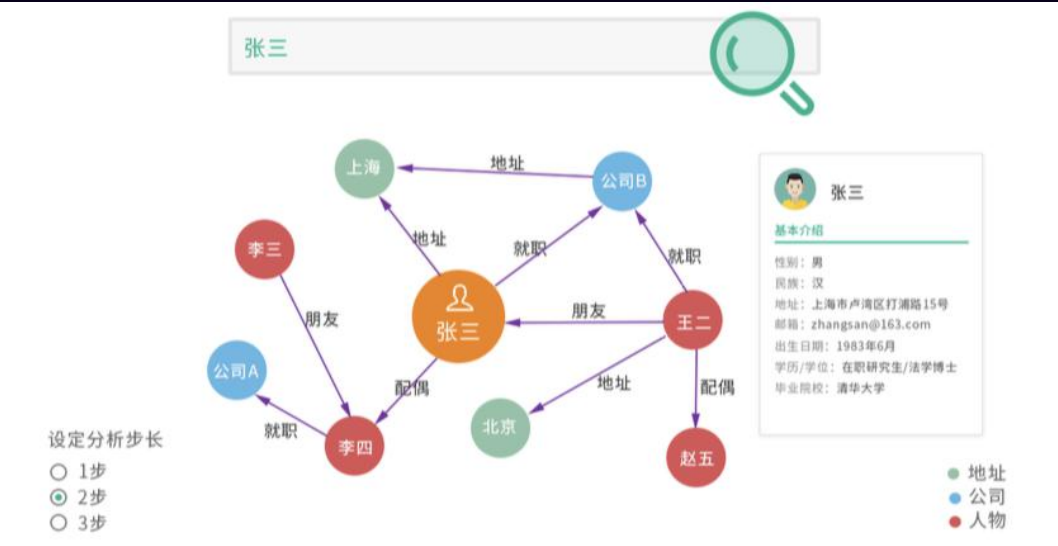 张三
上海
地址
公司B
地址
就职
就职
李三
朋友
张三
朋友
王二
公司A
配偶
地址
配偶
就职
李四
北京
赵五
张三
基本介绍
性别：男
民族：汉
地址：上海市卢湾区打浦路15号
邮箱：zhangsan@163.com
出生日期：1983年6月
学历/学位：在职研究生/法学博士
毕业院校：清华大学
设定分析步长
1步
2步
3步
地址
公司
人物